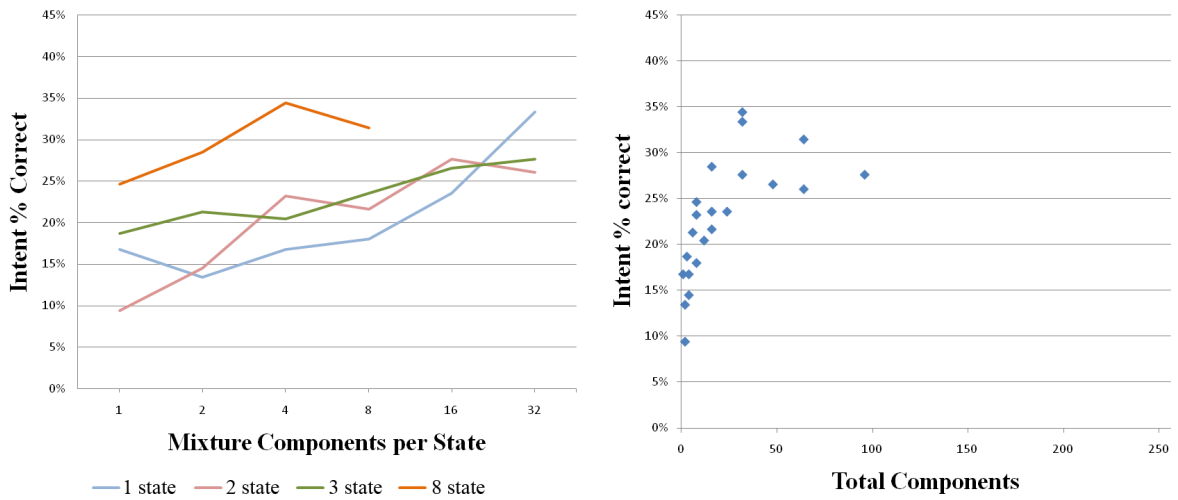 45%
40%
35%
30%
25%
20%
15%
10%
5%
0%
Intent % Correct
1 2 4 8 16 32
Mixture Components per State
1 state 2 state 3 state 8 state
45%
40%
35%
30%
25%
20%
15%
10%
5%
0%
Intent % correct
0 50 100 150 200 250
Total Components